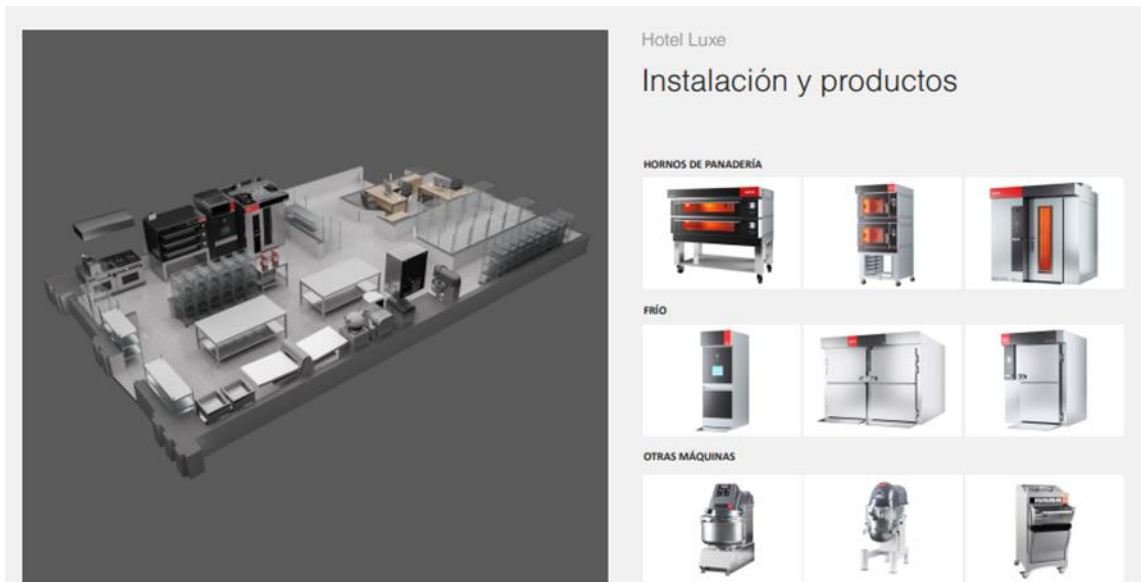 Hotel Luxe
Instalación y productos
HORNOS DE PANADERÍA
FRÍO
OTRAS MÁQUINAS